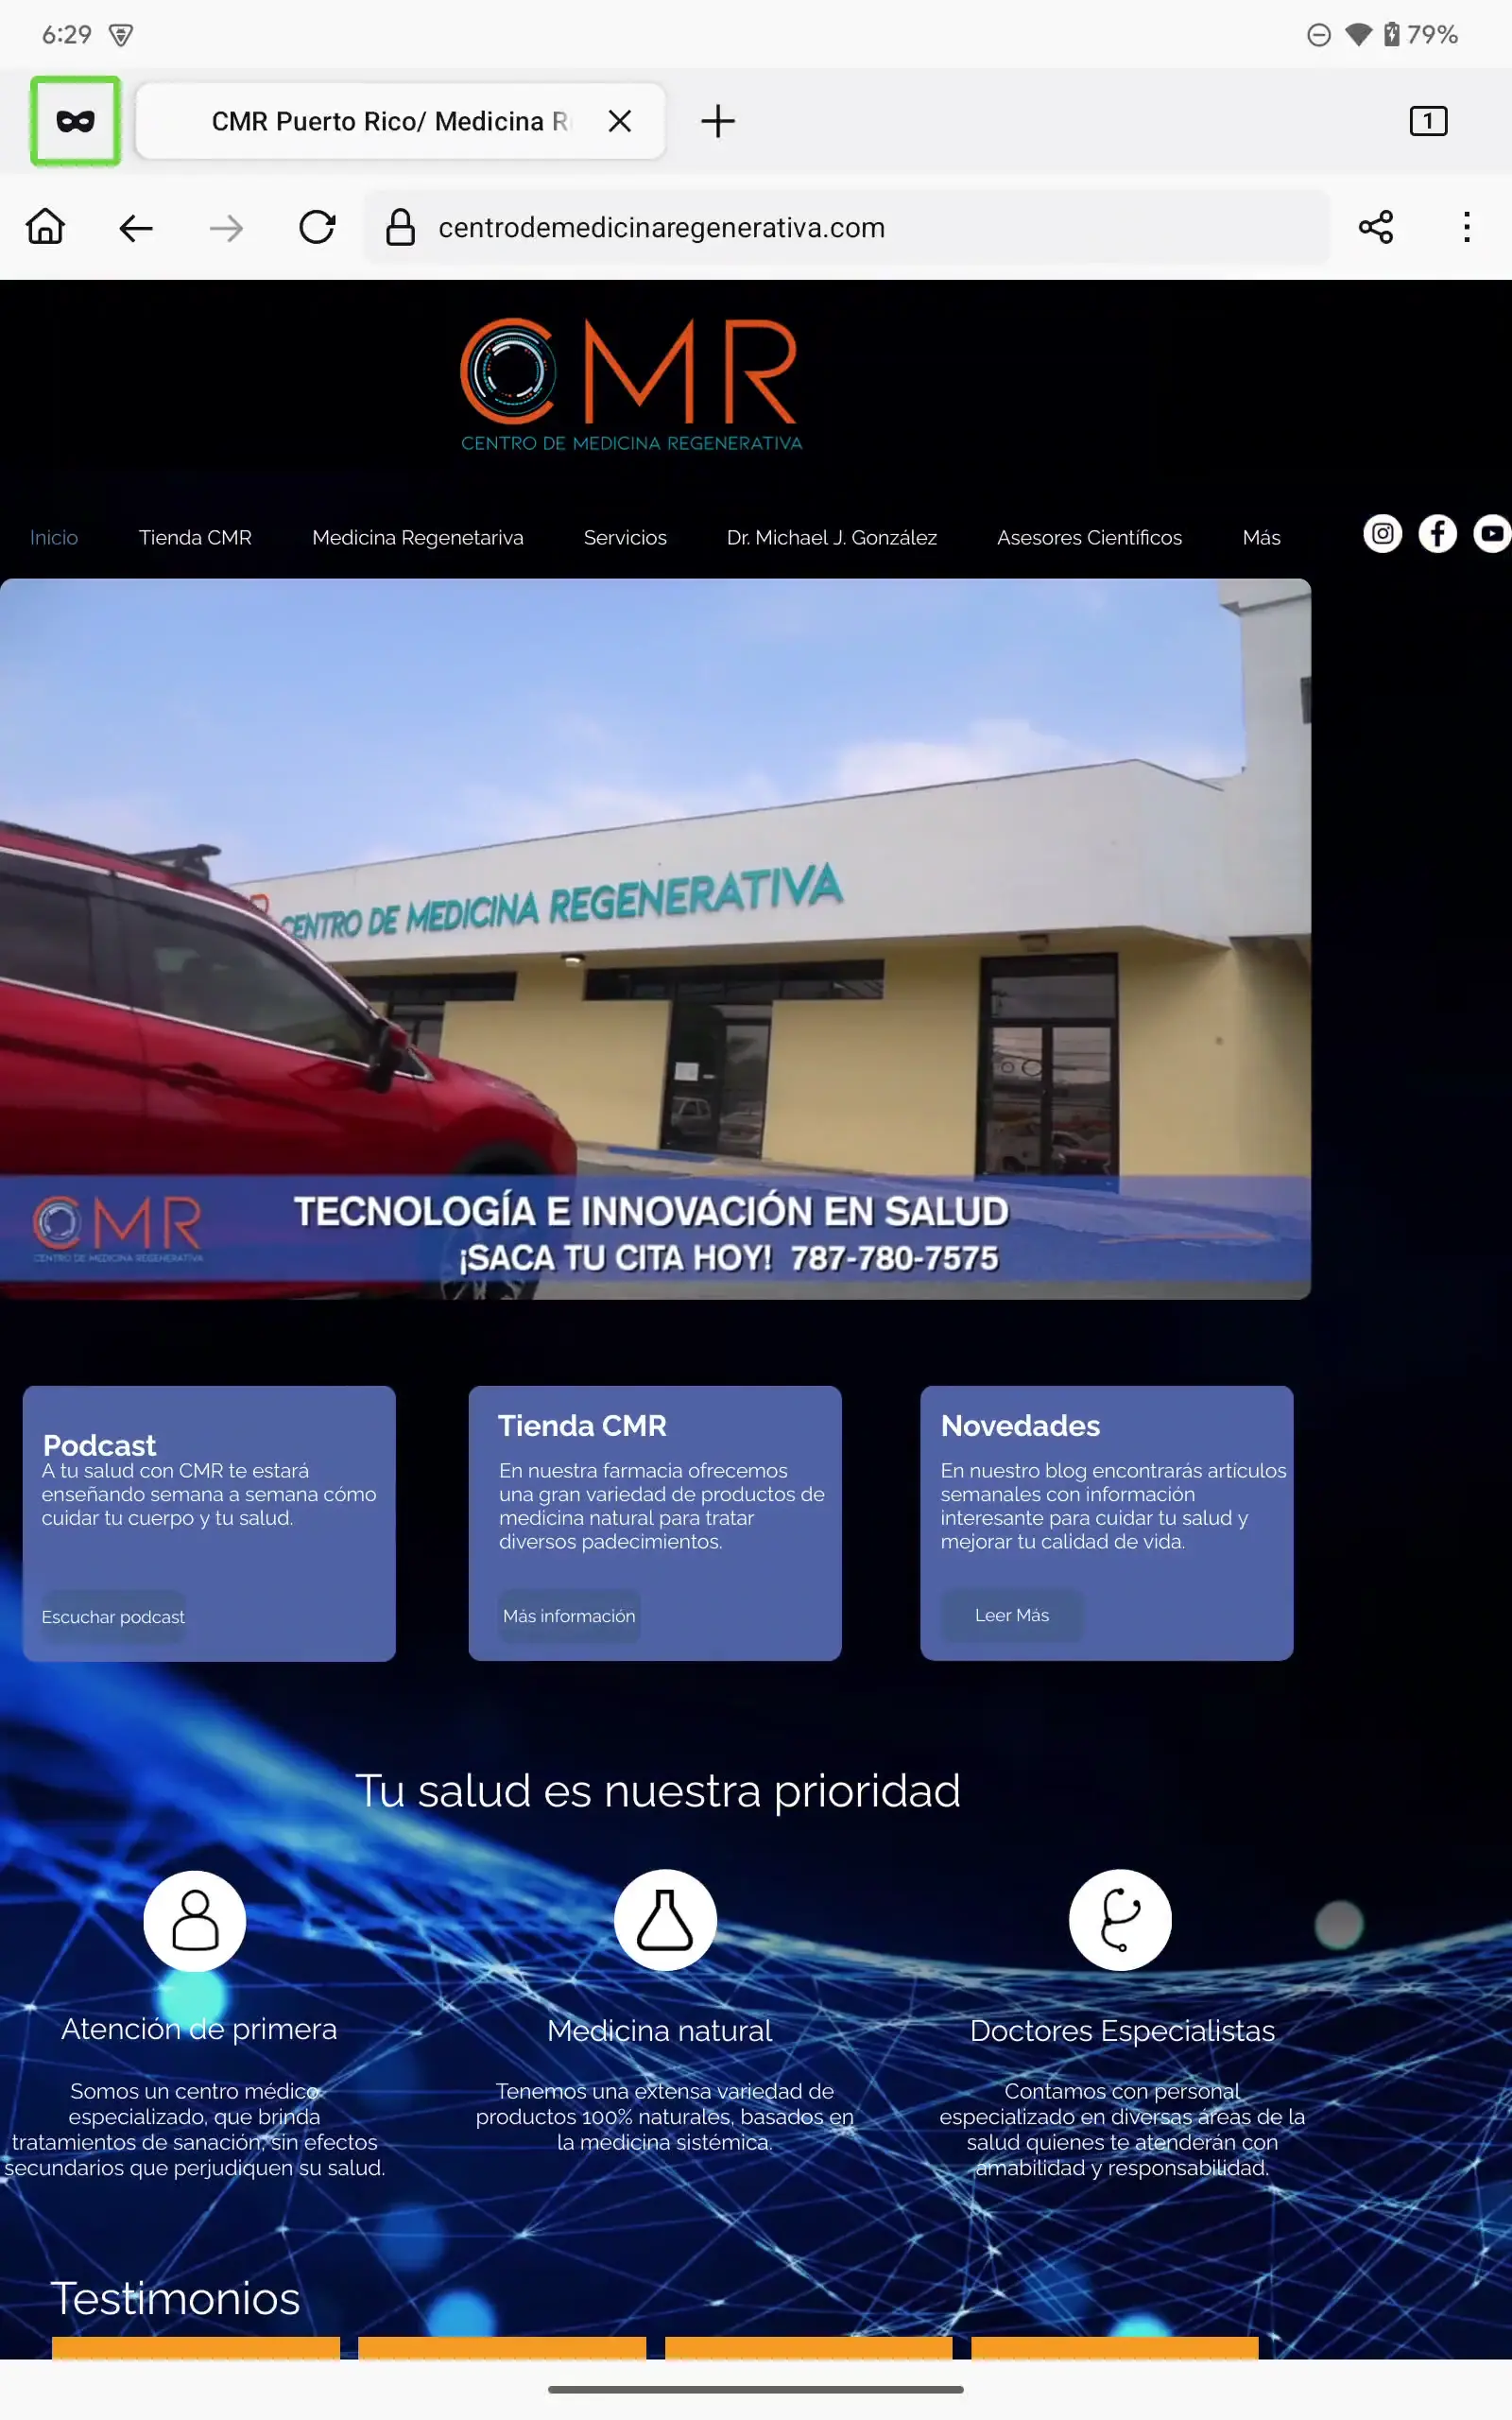 6:29
79%
CMR Puerto Rico/ Medicina R
1
centrodemedicinaregenerativa.com
CMR
CENTRO DE MEDICINA REGENERATIVA
Inicio
Tienda CMR
Medicina Regenetariva
Servicios
Dr. Michael J. González
Asesores Científicos
Más
CENTRO DE MEDICINA REGENERATIVA
CMR
CENTRO DE MEDICINA REGENERATIVA
TECNOLOGÍA E INNOVACIÓN EN SALUD
¡SACA TU CITA HOY! 787-780-7575
Podcast
A tu salud con CMR te estará
enseñando semana a semana cómo
cuidar tu cuerpo y tu salud.
Escuchar podcast
Tienda CMR
En nuestra farmacia ofrecemos
una gran variedad de productos de
medicina natural para tratar
diversos padecimientos.
Más información
Novedades
En nuestro blog encontrarás artículos
semanales con información
interesante para cuidar tu salud y
mejorar tu calidad de vida.
Leer Más
Tu salud es nuestra prioridad
Atención de primera
Somos un centro médico
especializado, que brinda
tratamientos de sanación, sin efectos
secundarios que perjudiquen su salud.
Medicina natural
Tenemos una extensa variedad de
productos 100% naturales, basados en
la medicina sistémica.
Doctores Especialistas
Contamos con personal
especializado en diversas áreas de la
salud quienes te atenderán con
amabilidad y responsabilidad.
Testimonios